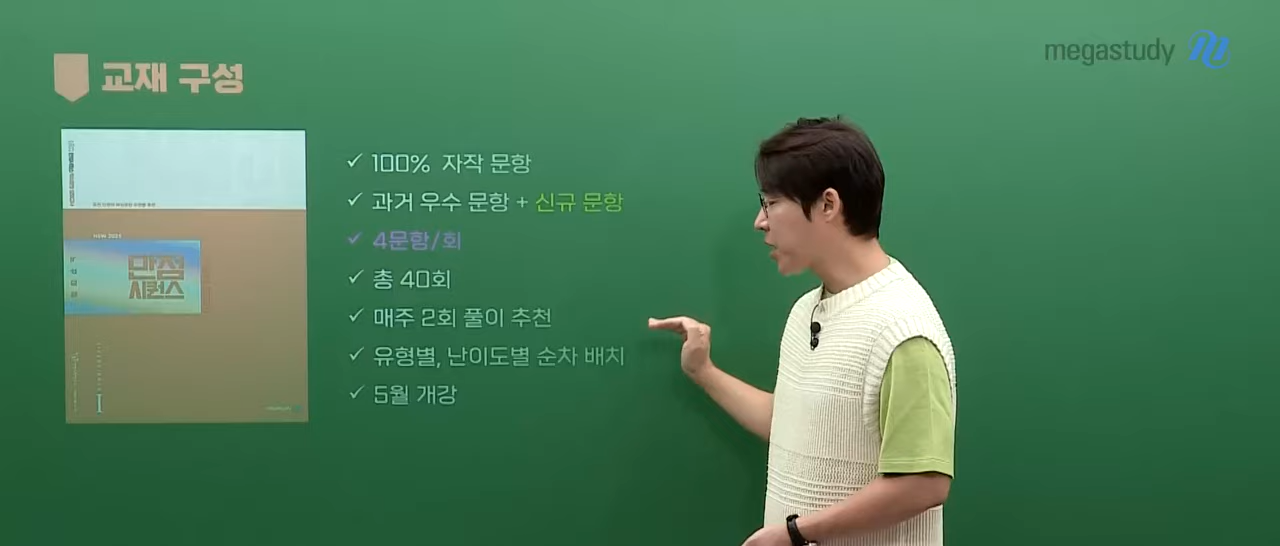 megastudy
교재 구성
✓ 100% 자작 문항
✓ 과거 우수 문항 + 신규 문항
✓ 4문항/회
✓ 총 40회
✓ 매주 2회 풀이 추천
✓ 유형별, 난이도별 순차 배치
✓ 5월 개강
만점
시퀀스
I